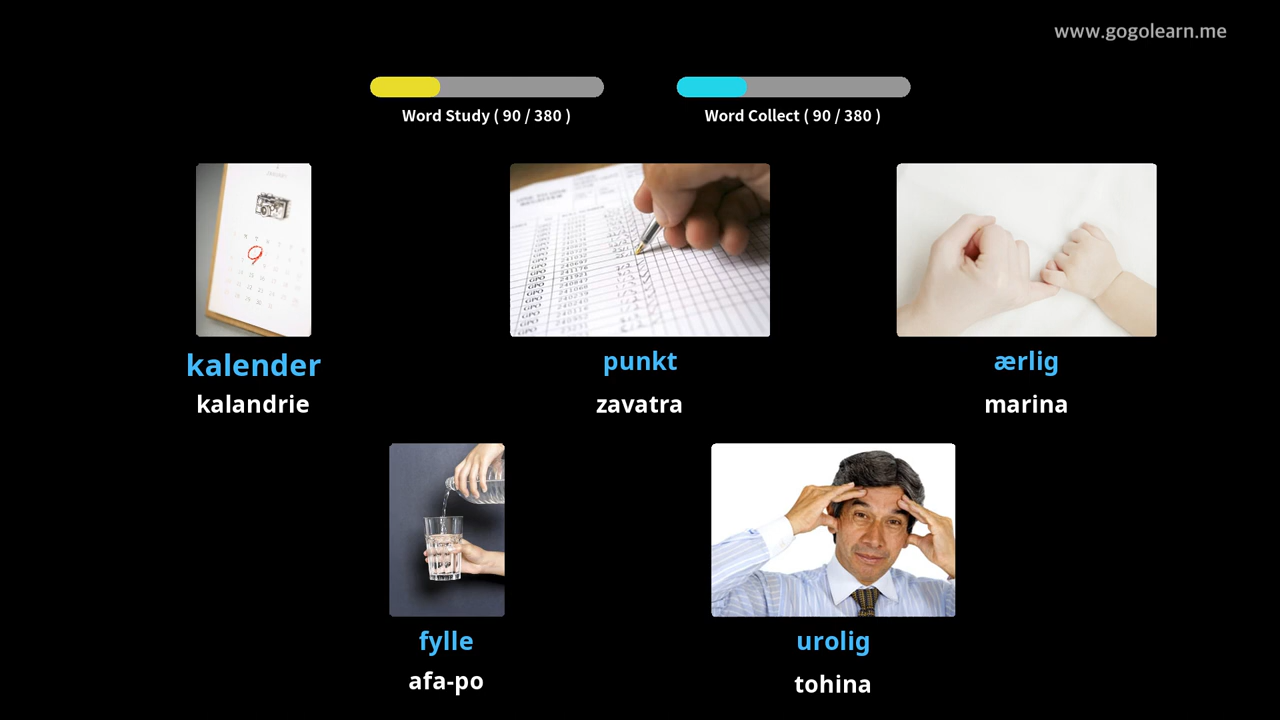 www.gogolearn.me
Word Study ( 90 / 380 )
Word Collect ( 90 / 380 )
kalender
kalandrie
punkt
zavatra
ærlig
marina
fylle
afa-po
urolig
tohina